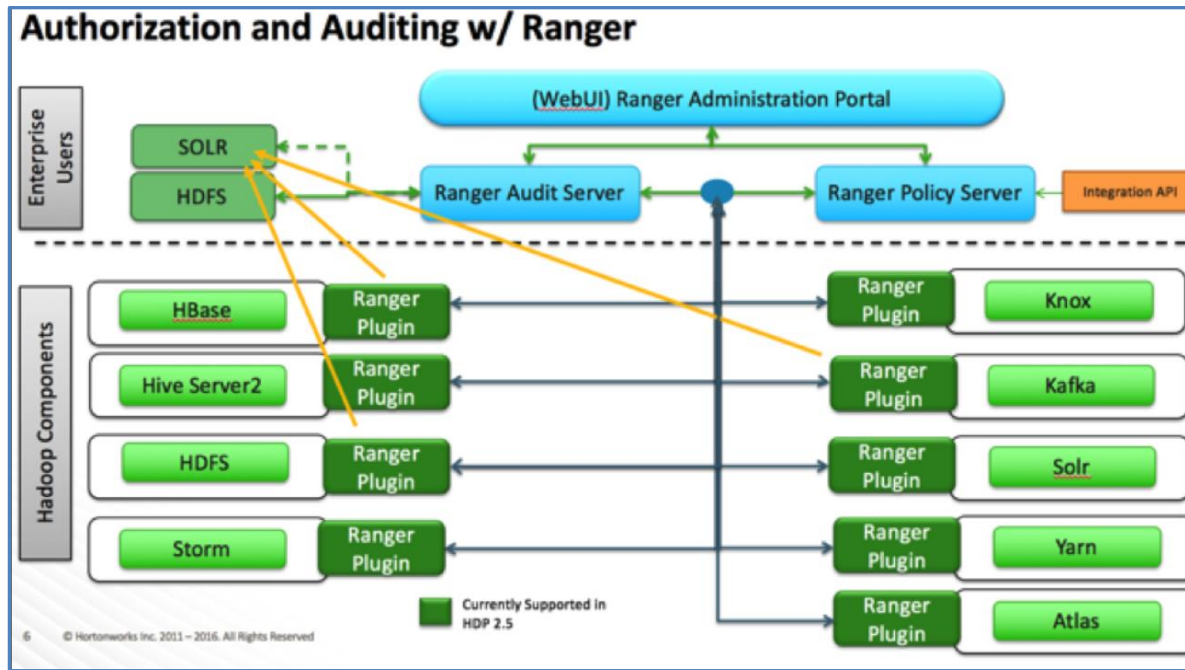 Authorization and Auditing w/ Ranger
Enterprise
Users
(WebUI) Ranger Administration Portal
SOLR
HDFS
Ranger Audit Server
Ranger Policy Server
Integration API
Hadoop Components
HBase
Ranger
Plugin
Ranger
Plugin
Knox
Hive Server2
Ranger
Plugin
Ranger
Plugin
Kafka
HDFS
Ranger
Plugin
Ranger
Plugin
Solr
Storm
Ranger
Plugin
Ranger
Plugin
Yarn
Ranger
Plugin
Atlas
Currently Supported in
HDP 2.5
6 © Hortonworks Inc. 2011 – 2016. All Rights Reserved